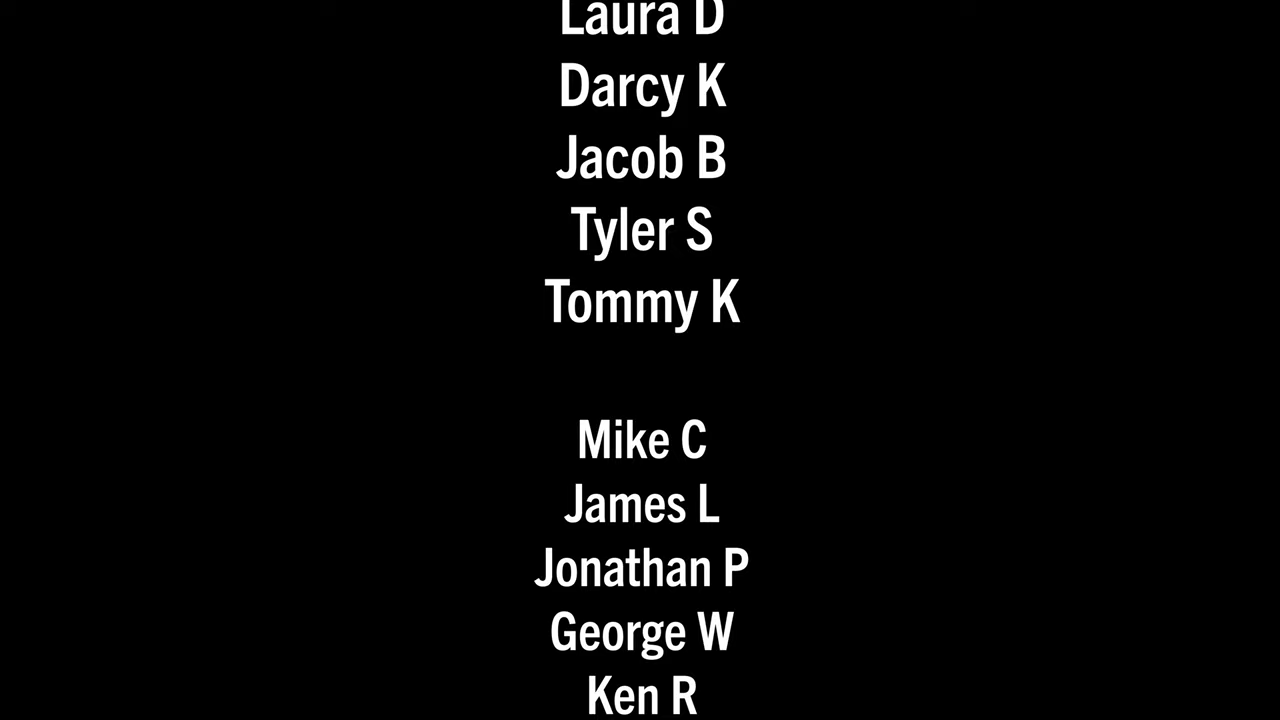 Laura D
Darcy K
Jacob B
Tyler S
Tommy K
Mike C
James L
Jonathan P
George W
Ken R